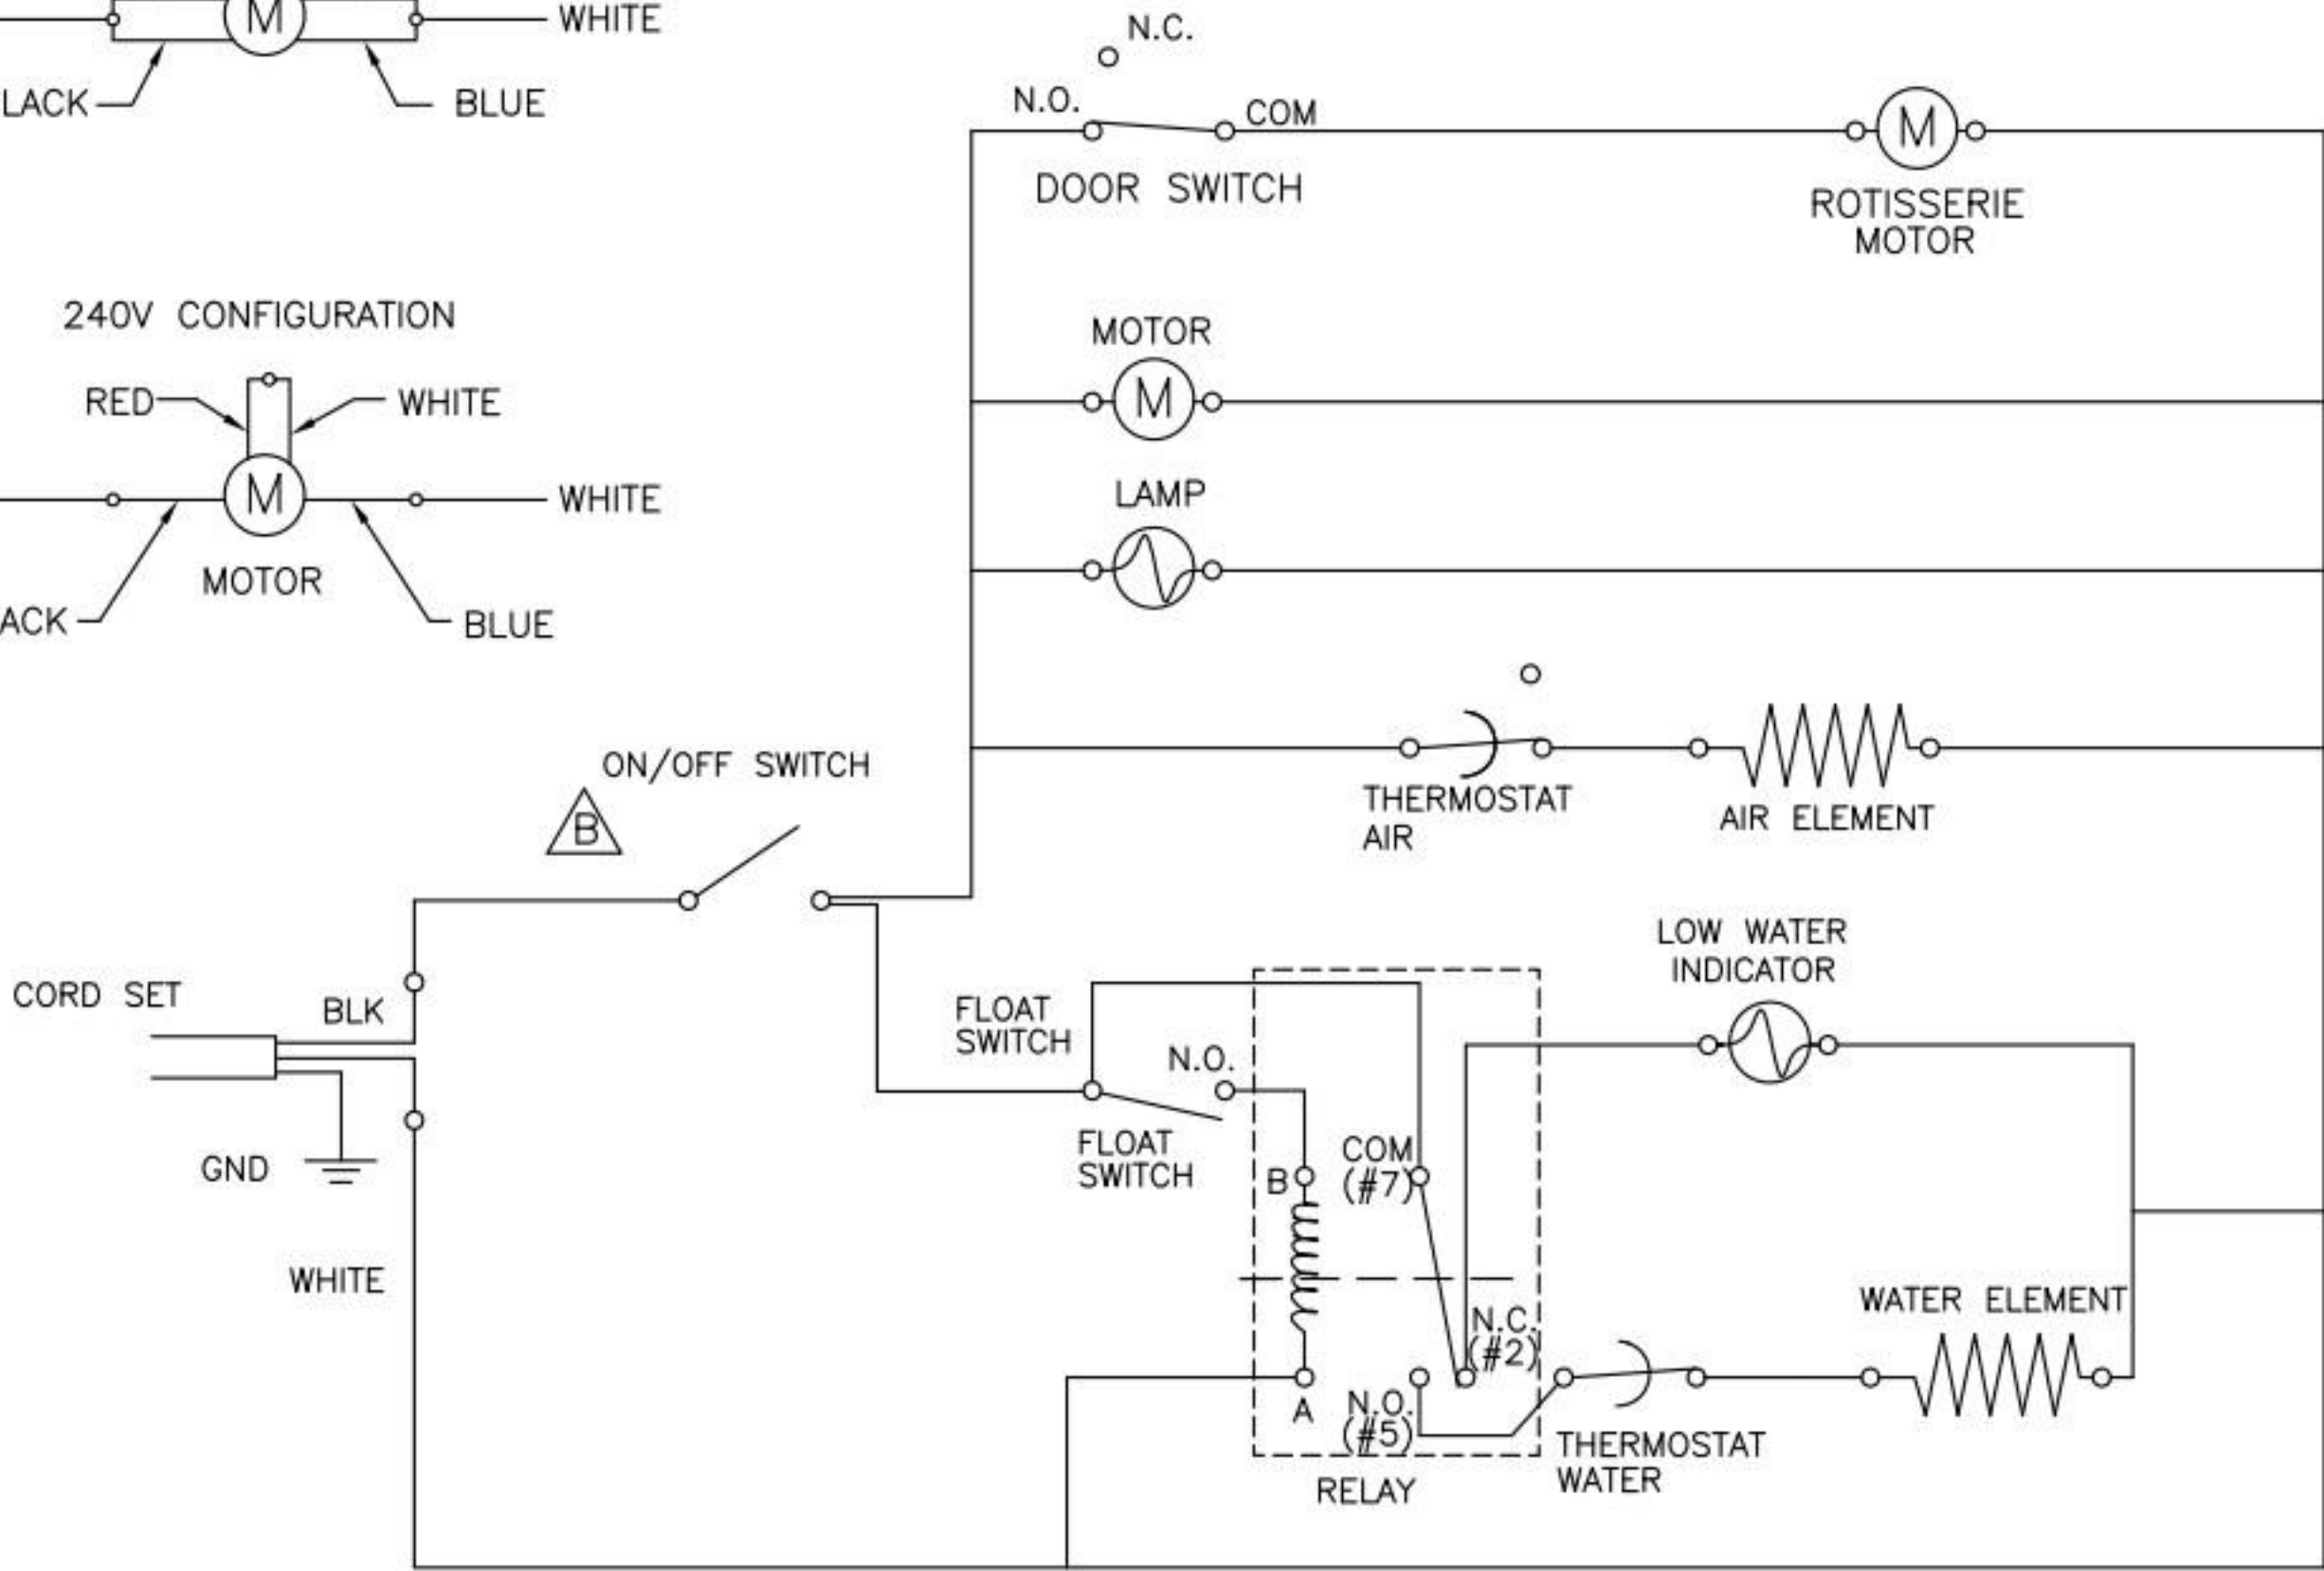 M
WHITE
LACK
BLUE
N.C.
N.O.
COM
DOOR SWITCH
M
ROTISSERIE
MOTOR
240V CONFIGURATION
RED
WHITE
M
WHITE
MOTOR
ACK
BLUE
MOTOR
M
LAMP
THERMOSTAT
AIR
AIR ELEMENT
ON/OFF SWITCH
B
CORD SET
BLK
GND
WHITE
FLOAT
SWITCH
N.O.
FLOAT
SWITCH
LOW WATER
INDICATOR
COM
(#7)
B
N.C.
(#2)
A
N.O.
(#5)
RELAY
WATER ELEMENT
THERMOSTAT
WATER